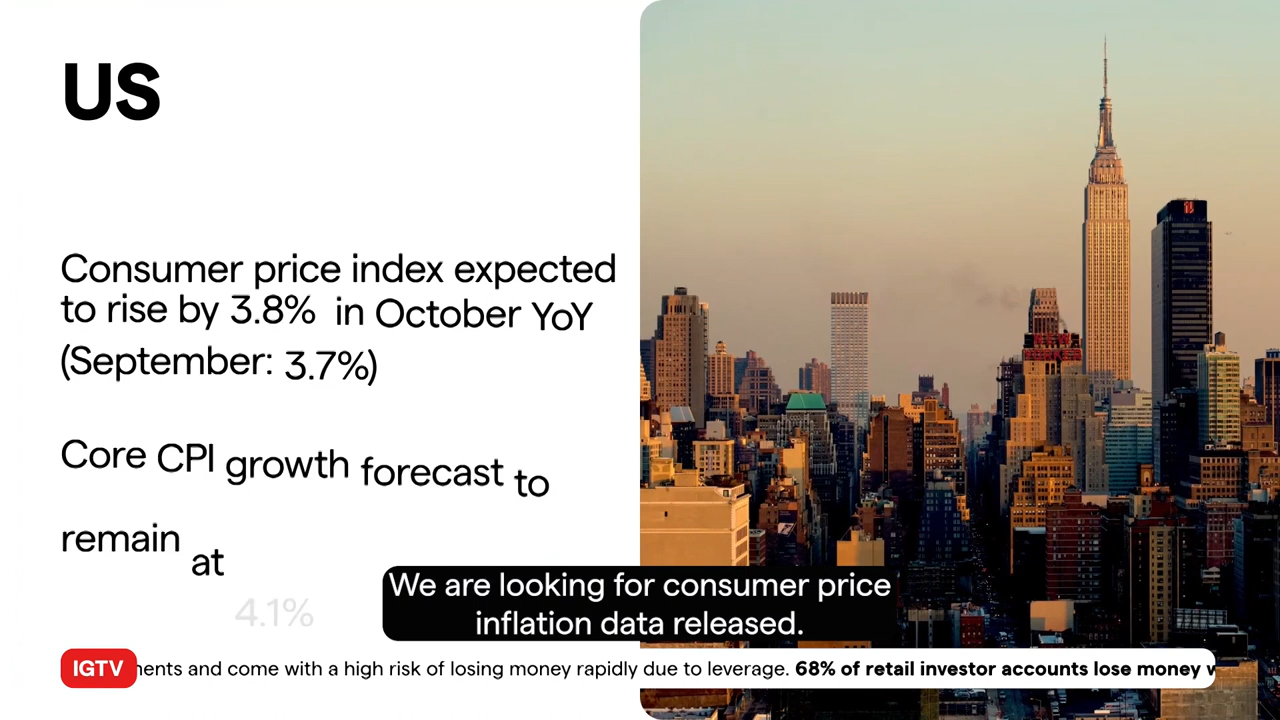 US
Consumer price index expected
to rise by 3.8% in October YoY
(September: 3.7%)
Core CPI growth forecast to
remain at
4.1%
We are looking for consumer price
inflation data released.
IGTV
nents and come with a high risk of losing money rapidly due to leverage. 68% of retail investor accounts lose money